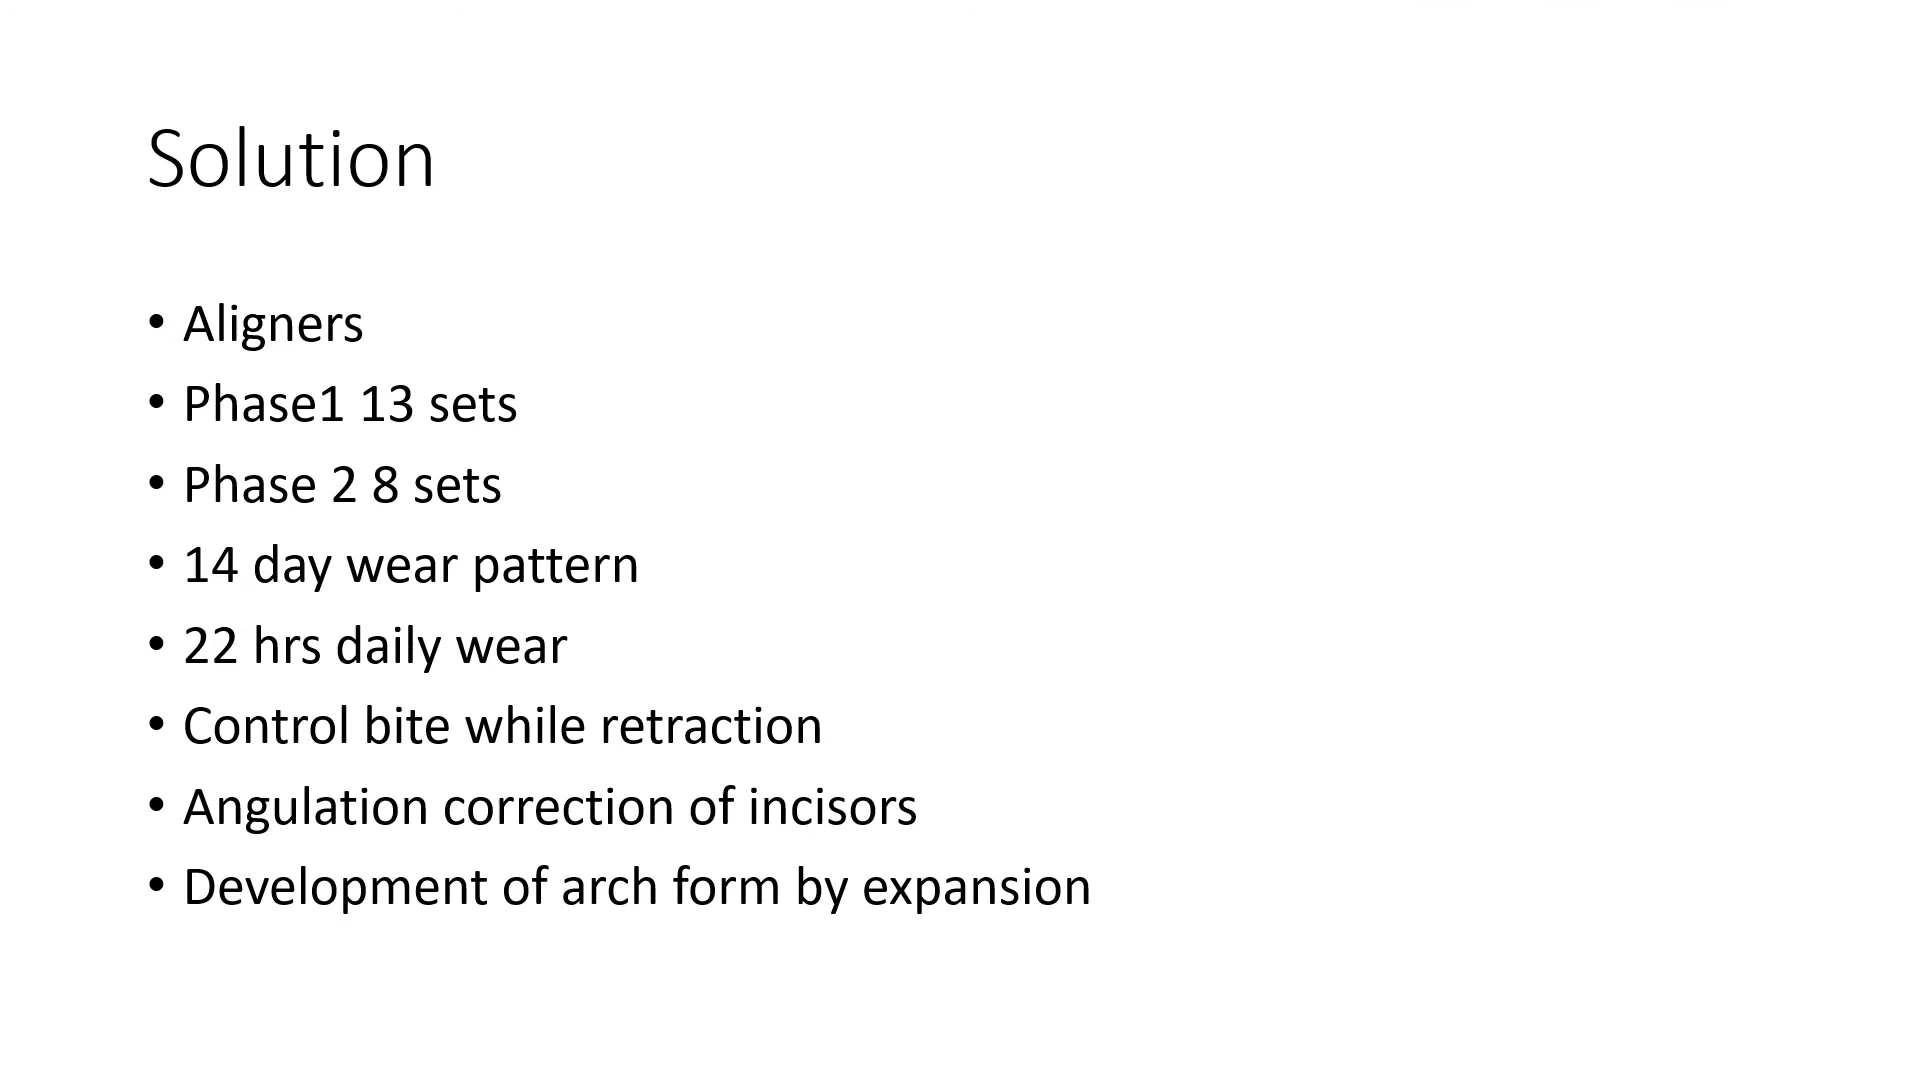 Solution
• Aligners
• Phase1 13 sets
• Phase 2 8 sets
• 14 day wear pattern
• 22 hrs daily wear
• Control bite while retraction
• Angulation correction of incisors
• Development of arch form by expansion